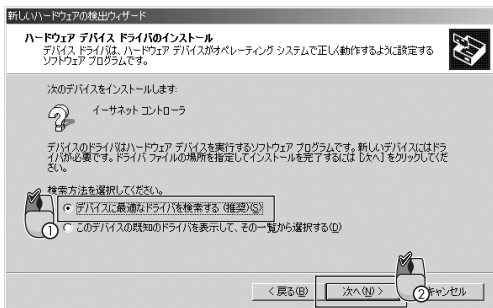 新しいハードウェアの検出ウィザード
ハードウェア デバイス ドライバのインストール
デバイス ドライバは、ハードウェア デバイスがオペレーティング システムで正しく動作するように設定する
ソフトウェア プログラムです。
次のデバイスをインストールします:
イーサネット コントローラ
デバイスのドライバはハードウェア デバイスを実行するソフトウェア プログラムです。新しいデバイスにはドラ
イバが必要です。ドライバ ファイルの場所を指定してインストールを完了するには [次へ] をクリックしてくだ
さい。
検索方法を選択してください。
デバイスに最適なドライバを検索する (推奨)(S)
①
このデバイスの既知のドライバを表示して、その一覧から選択する(D)
< 戻る(B)
次へ(N) >
②
キャンセル